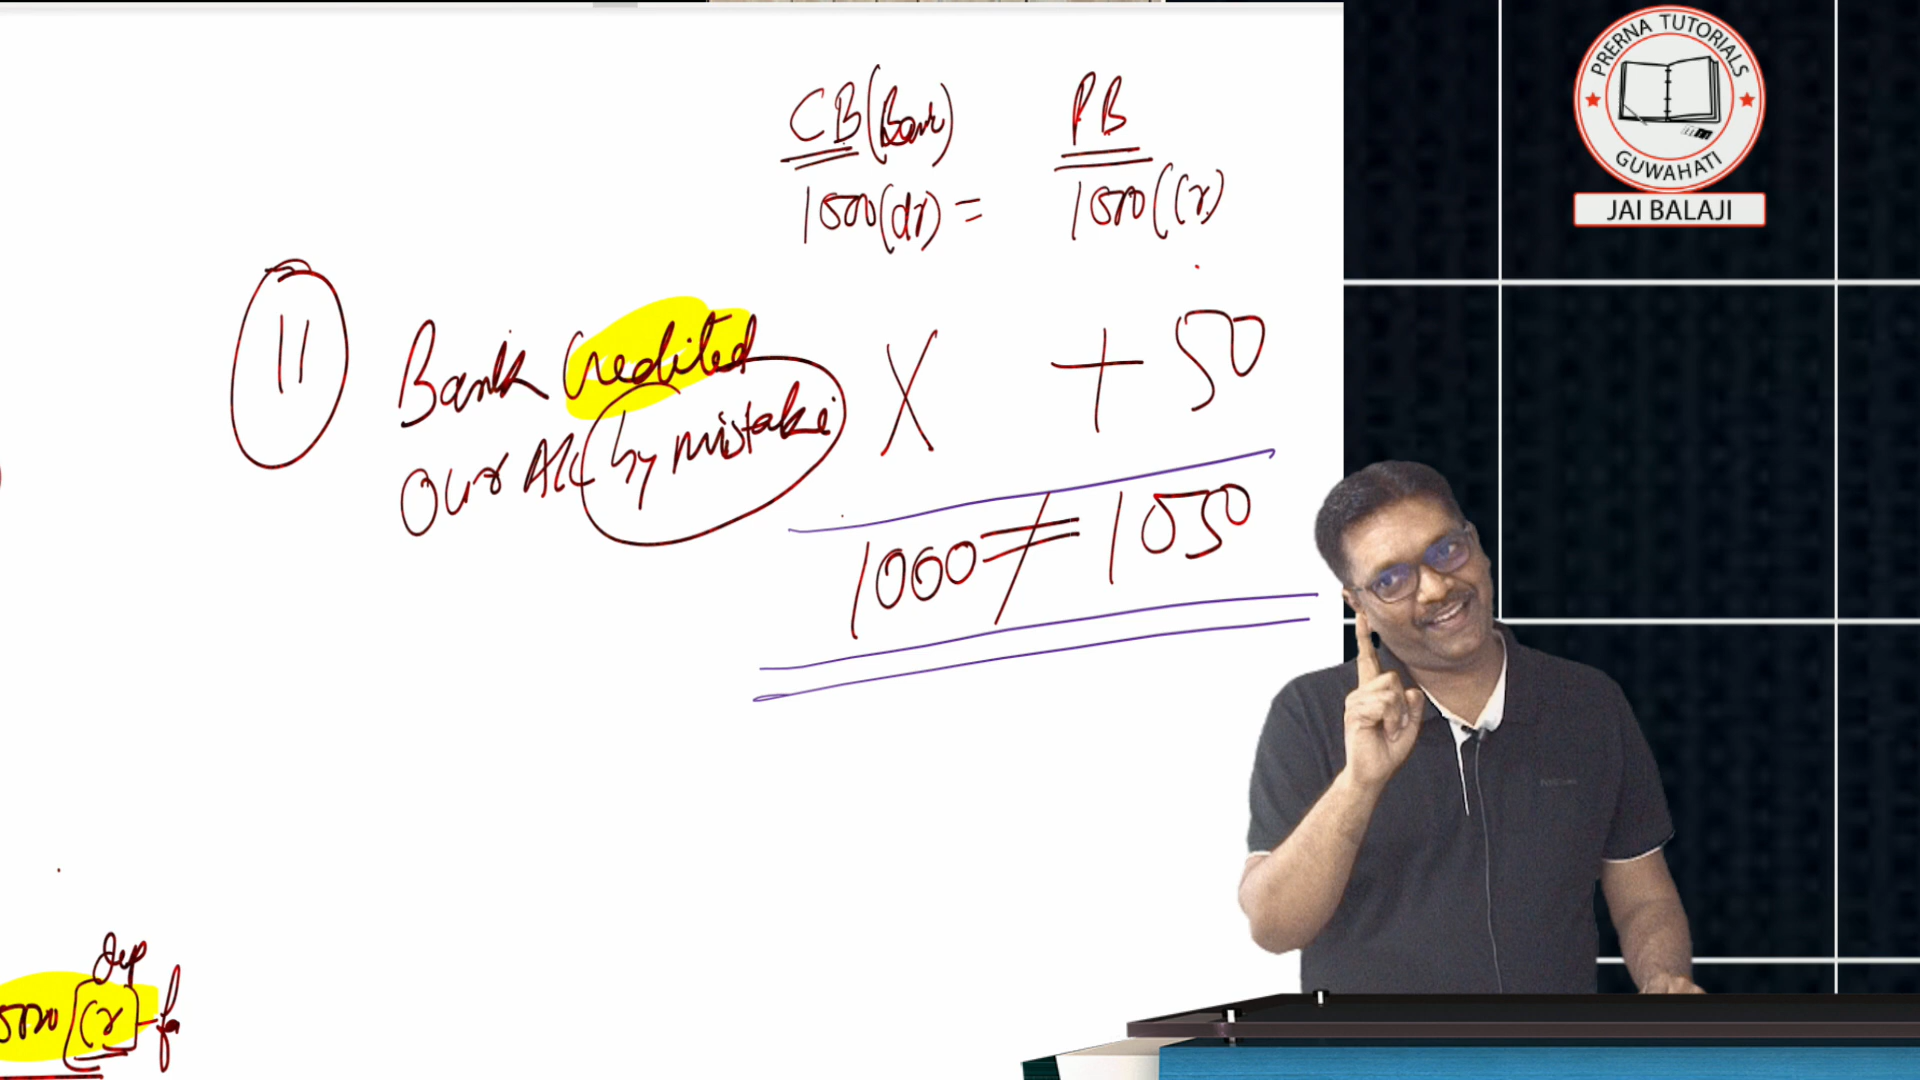 CB (Bank) PB
1000 (dr) = 1000 (Cr)
11
Bank Credited X + 50
Our A/c by mistake
1000 ≠ 1050
dep
5000 (Cr)
PRERNA TUTORIALS
GUWAHATI
JAI BALAJI